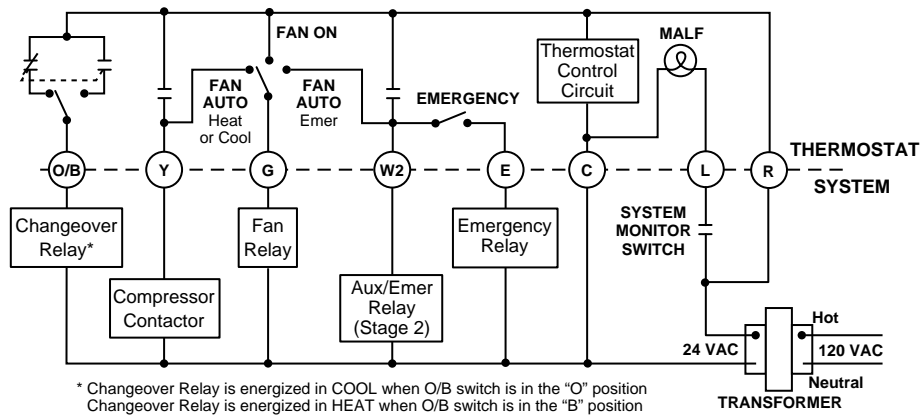 FAN ON
MALF
Thermostat
Control
Circuit
FAN
AUTO
Heat
or Cool
FAN
AUTO
Emer
EMERGENCY
THERMOSTAT
O/B
Y
G
W2
E
C
L
R
SYSTEM
Changeover
Relay*
Fan
Relay
Emergency
Relay
SYSTEM
MONITOR
SWITCH
Compressor
Contactor
Aux/Emer
Relay
(Stage 2)
Hot
24 VAC
120 VAC
Neutral
TRANSFORMER
* Changeover Relay is energized in COOL when O/B switch is in the “O” position
Changeover Relay is energized in HEAT when O/B switch is in the “B” position